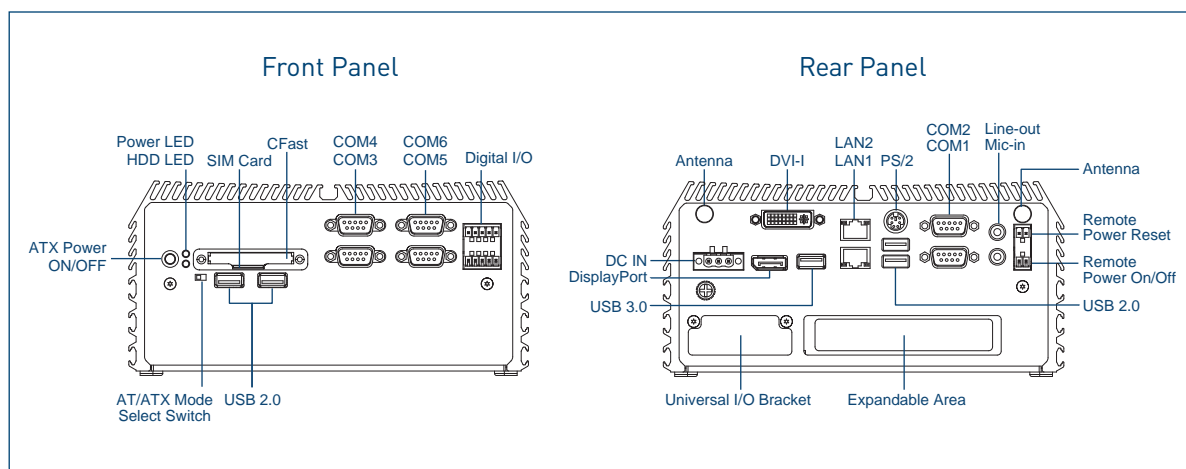 Front Panel
Power LED
HDD LED
SIM Card
CFast
COM4
COM3
COM6
COM5
Digital I/O
ATX Power
ON/OFF
AT/ATX Mode
Select Switch
USB 2.0
Rear Panel
Antenna
DVI-I
LAN2
LAN1
PS/2
COM2
COM1
Line-out
Mic-in
Antenna
Remote
Power Reset
DC IN
DisplayPort
Remote
Power On/Off
USB 3.0
USB 2.0
Universal I/O Bracket
Expandable Area